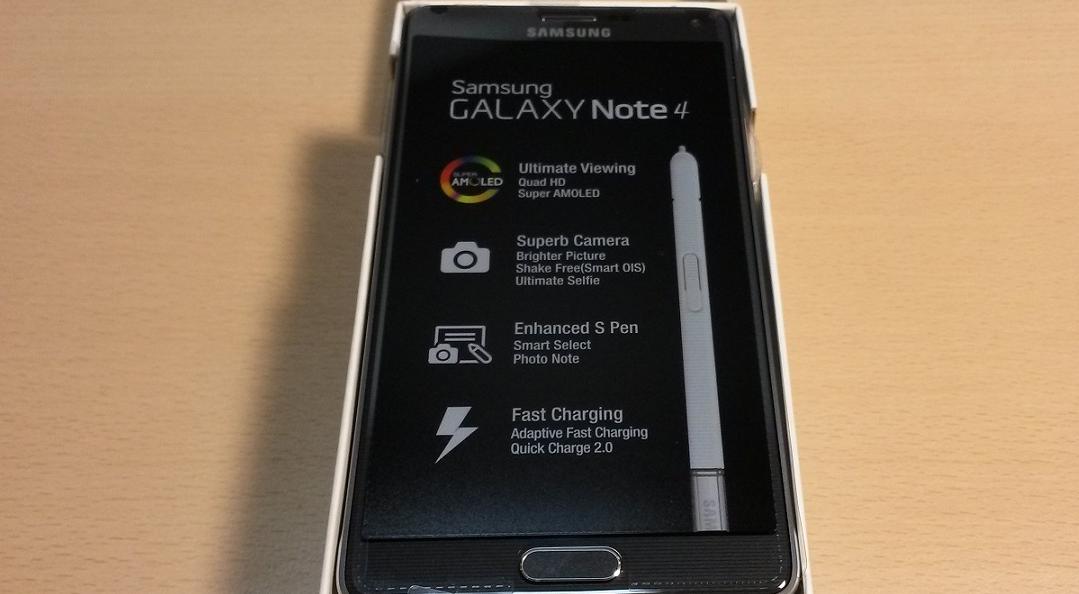 SAMSUNG
Samsung
GALAXY Note 4
SUPER
AMOLED
Ultimate Viewing
Quad HD
Super AMOLED
Superb Camera
Brighter Picture
Shake Free(Smart OIS)
Ultimate Selfie
Enhanced S Pen
Smart Select
Photo Note
Fast Charging
Adaptive Fast Charging
Quick Charge 2.0
SAM